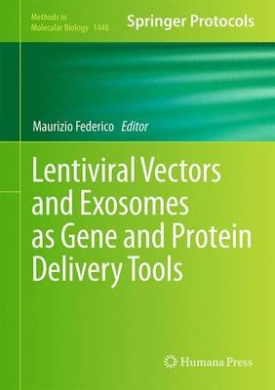 Methods in
Molecular Biology 1448
Springer Protocols
Maurizio Federico Editor
Lentiviral Vectors
and Exosomes
as Gene and Protein
Delivery Tools
Humana Press